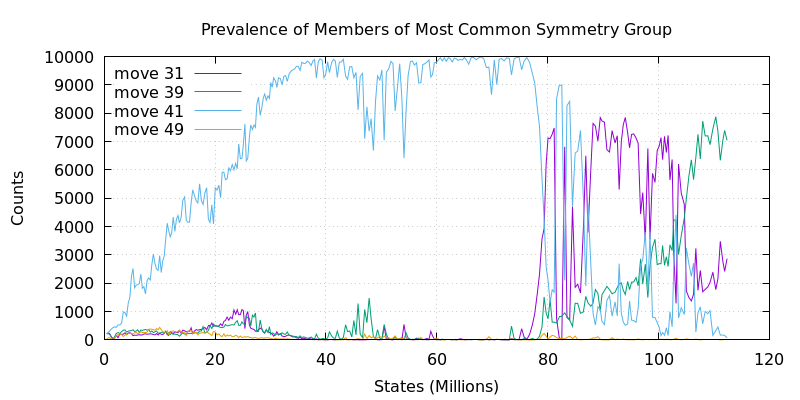 Prevalence of Members of Most Common Symmetry Group
10000
9000
8000
7000
6000
5000
4000
3000
2000
1000
0
move 31
move 39
move 41
move 49
Counts
0 20 40 60 80 100 120
States (Millions)